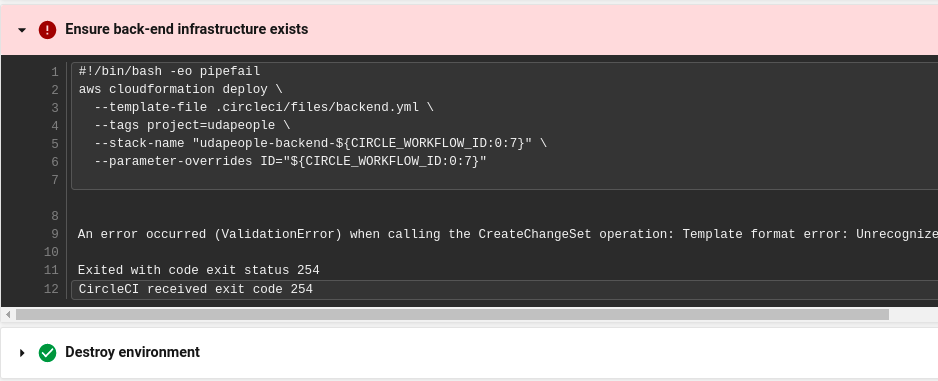 Ensure back-end infrastructure exists
1 #!/bin/bash -eo pipefail
2 aws cloudformation deploy \
3   --template-file .circleci/files/backend.yml \
4   --tags project=udapeople \
5   --stack-name "udapeople-backend-${CIRCLE_WORKFLOW_ID:0:7}" \
6   --parameter-overrides ID="${CIRCLE_WORKFLOW_ID:0:7}"
7
8
9 An error occurred (ValidationError) when calling the CreateChangeSet operation: Template format error: Unrecognize
10
11 Exited with code exit status 254
12 CircleCI received exit code 254
Destroy environment